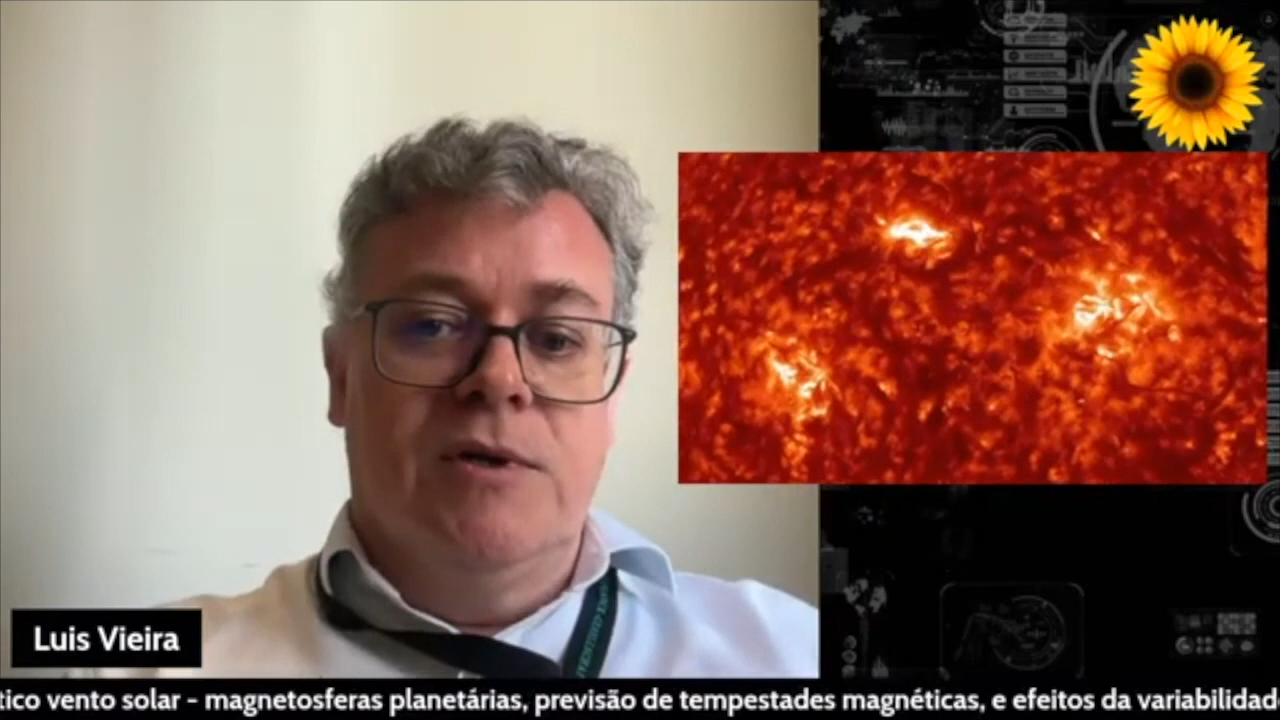 Luis Vieira
tico vento solar - magnetosferas planetárias, previsão de tempestades magnéticas, e efeitos da variabilidad